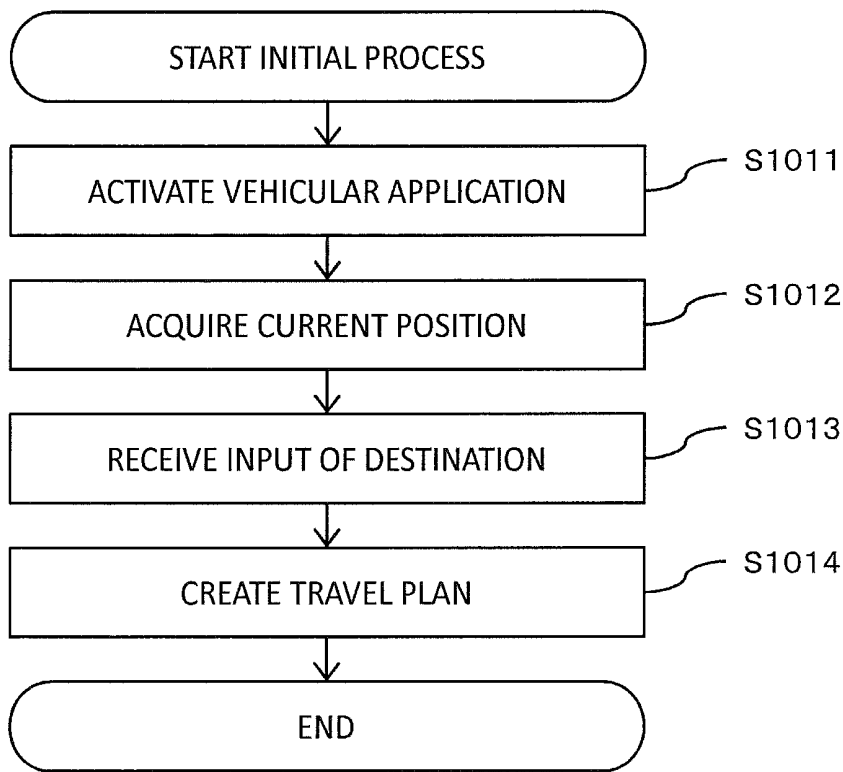 START INITIAL PROCESS
ACTIVATE VEHICULAR APPLICATION
S1011
ACQUIRE CURRENT POSITION
S1012
RECEIVE INPUT OF DESTINATION
S1013
CREATE TRAVEL PLAN
S1014
END